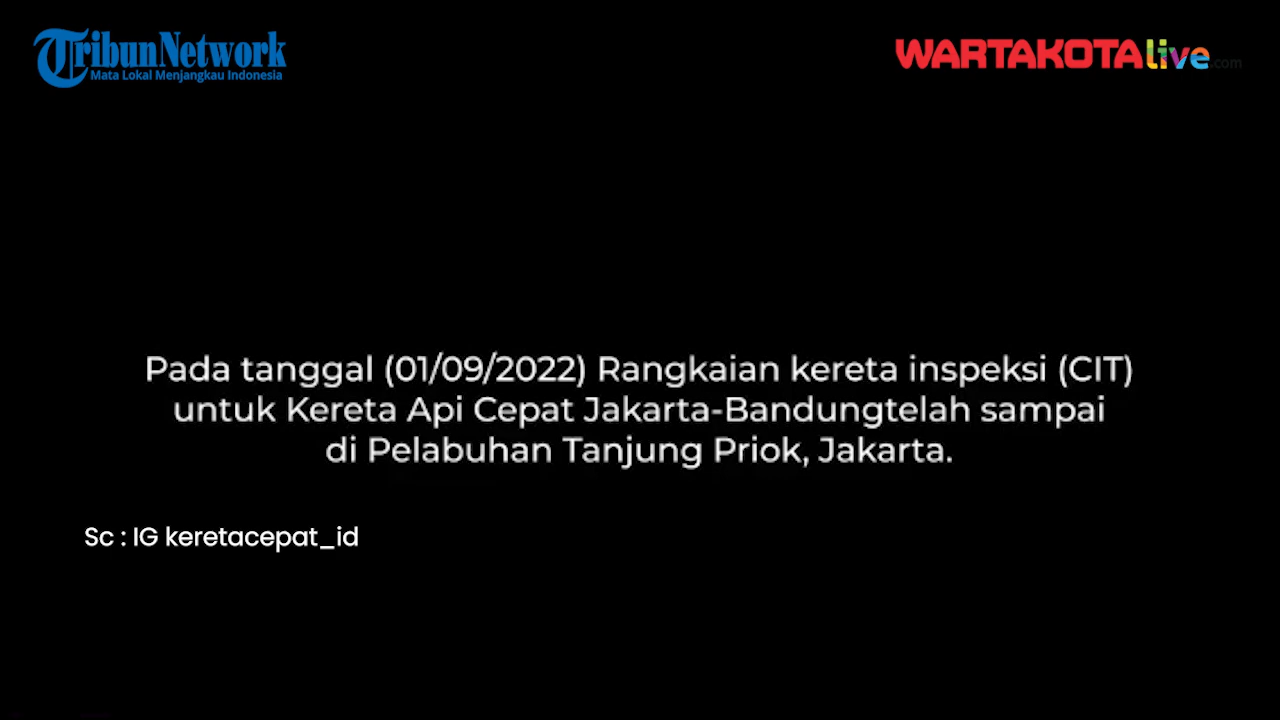 TribunNetwork
Mata Lokal Menjangkau Indonesia
WARTAKOTAlive.com
Pada tanggal (01/09/2022) Rangkaian kereta inspeksi (CIT)
untuk Kereta Api Cepat Jakarta-Bandungtelah sampai
di Pelabuhan Tanjung Priok, Jakarta.
Sc : IG keretacepat_id